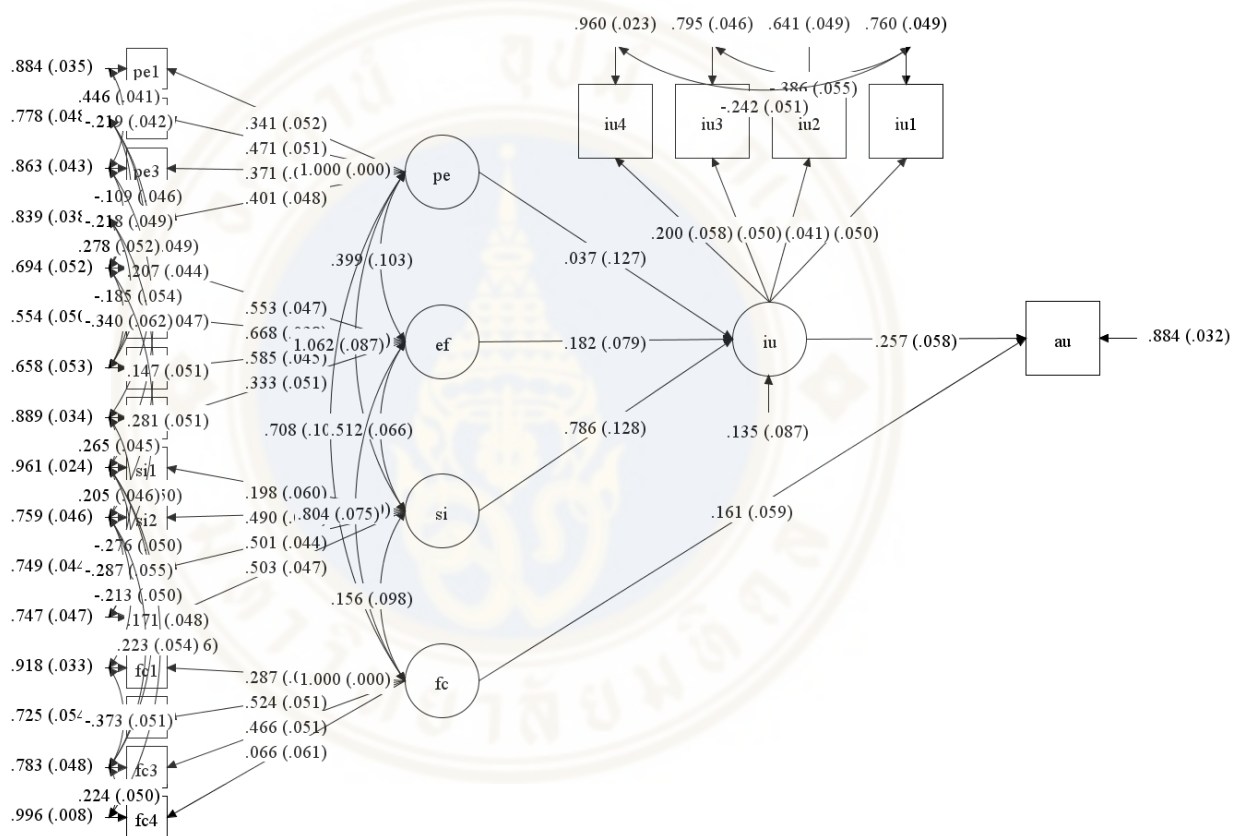 .960 (.023) .795 (.046) .641 (.049) .760 (.049)
-.386 (.055)
-.242 (.051)
iu4 iu3 iu2 iu1
.884 (.035) pe1
.446 (.041)
.778 -.219 (.042)
.341 (.052)
.471 (.051)
.863 (.043) pe3
.371 1.000 (.000)
pe
-.109 (.046)
.401 (.048)
.839 -.218 (.049)
.200 (.058) (.050) (.041) (.050)
.278 (.052) .049)
.399 (.103)
.037 (.127)
.694 (.052) .207 (.044)
-.185 (.054)
.553 (.047)
.554 -.340 (.062) 047)
.668
1.062 (.087)
ef
.182 (.079)
iu
.257 (.058)
au
.884 (.032)
.585 (.045)
.658 (.053) .147 (.051)
.333 (.051)
.889 (.034) .281 (.051)
.708 .512 (.066)
.786 (.128)
.135 (.087)
.265 (.045)
.961 (.024) si1
.198 (.060)
.205 (.046)
.759 (.046) si2
.490 .804 (.075)
si
.161 (.059)
-.276 (.050)
.501 (.044)
.749 -.287 (.055)
.503 (.047)
-.213 (.050)
.156 (.098)
.747 (.047) .171 (.048)
.223 (.054) 6)
.918 (.033) fc1
.287 1.000 (.000)
fc
.524 (.051)
.725 -.373 (.051)
.466 (.051)
.066 (.061)
.783 (.048) fc3
.224 (.050)
.996 (.008) fc4